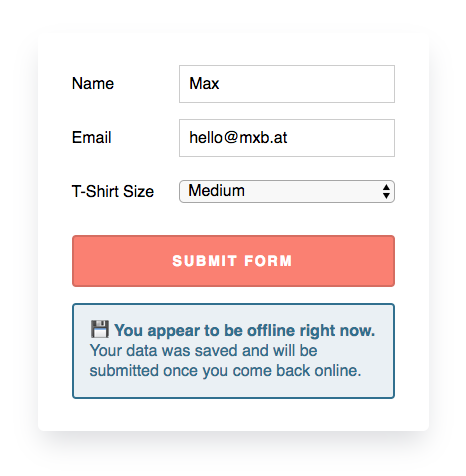 Name Max
Email hello@mxb.at
T-Shirt Size Medium
SUBMIT FORM
💾 You appear to be offline right now.
Your data was saved and will be
submitted once you come back online.